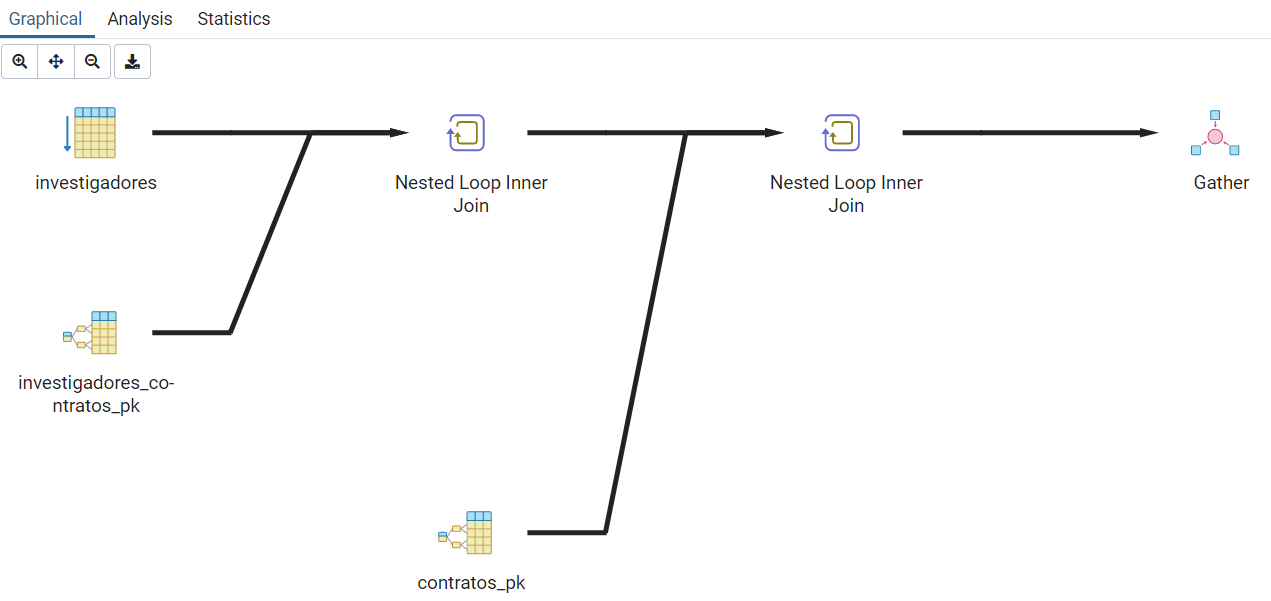 Graphical Analysis Statistics
investigadores
Nested Loop Inner
Join
Nested Loop Inner
Join
Gather
investigadores_co-
ntratos_pk
contratos_pk